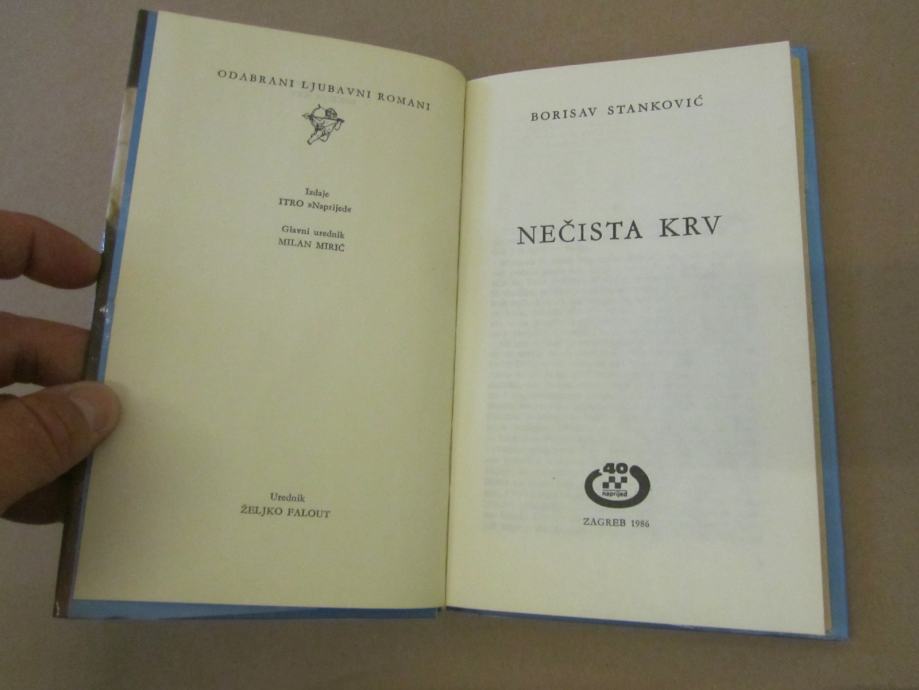 ODABRANI LJUBAVNI ROMANI
Izdaje
ITRO »Naprijed«
Glavni urednik
MILAN MIRIĆ
Urednik
ŽELJKO FALOUT
BORISAV STANKOVIĆ
NEČISTA KRV
40
naprijed
ZAGREB 1986